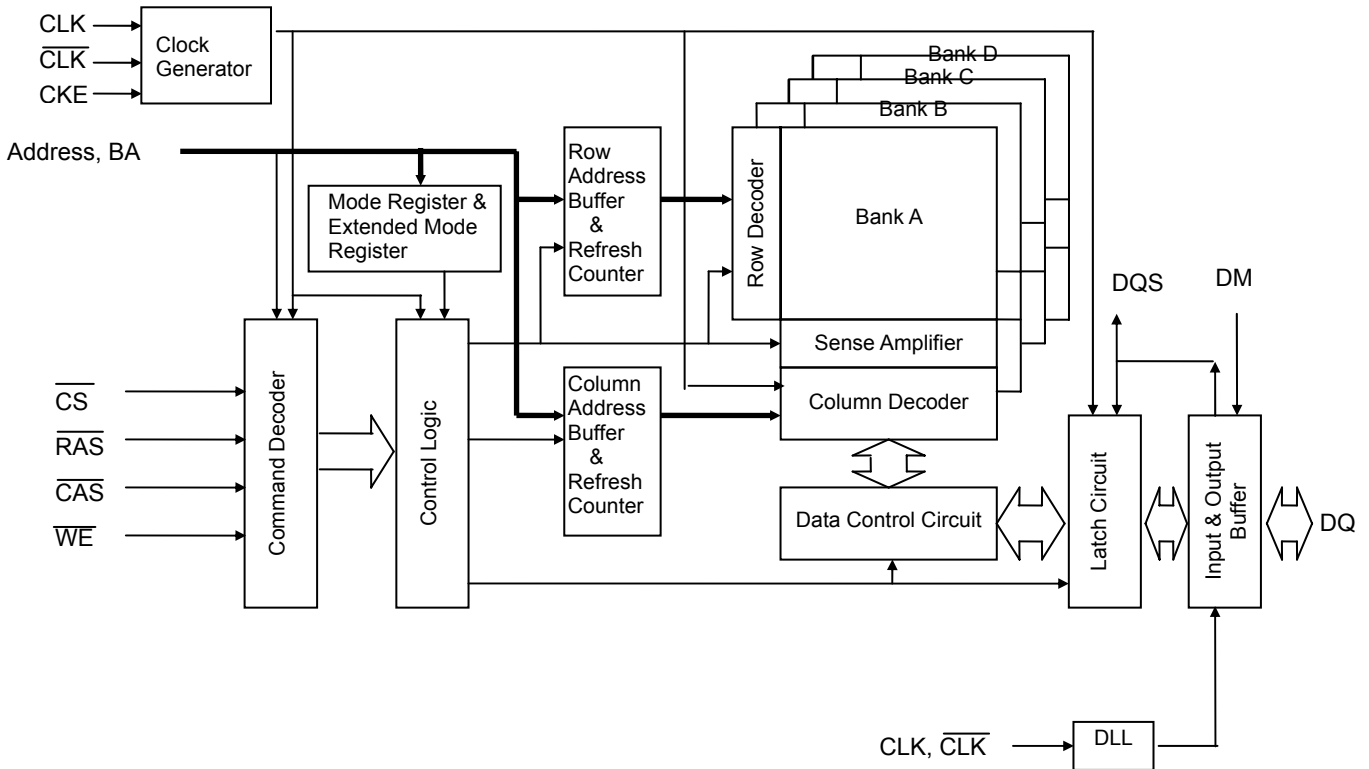 CLK
CLK
CKE
Clock
Generator
Address, BA
Mode Register &
Extended Mode
Register
Row
Address
Buffer
&
Refresh
Counter
Row Decoder
Bank D
Bank C
Bank B
Bank A
Sense Amplifier
Column Decoder
DQS
DM
CS
RAS
CAS
WE
Command Decoder
Control Logic
Column
Address
Buffer
&
Refresh
Counter
Data Control Circuit
Latch Circuit
Input & Output
Buffer
DQ
CLK, CLK
DLL